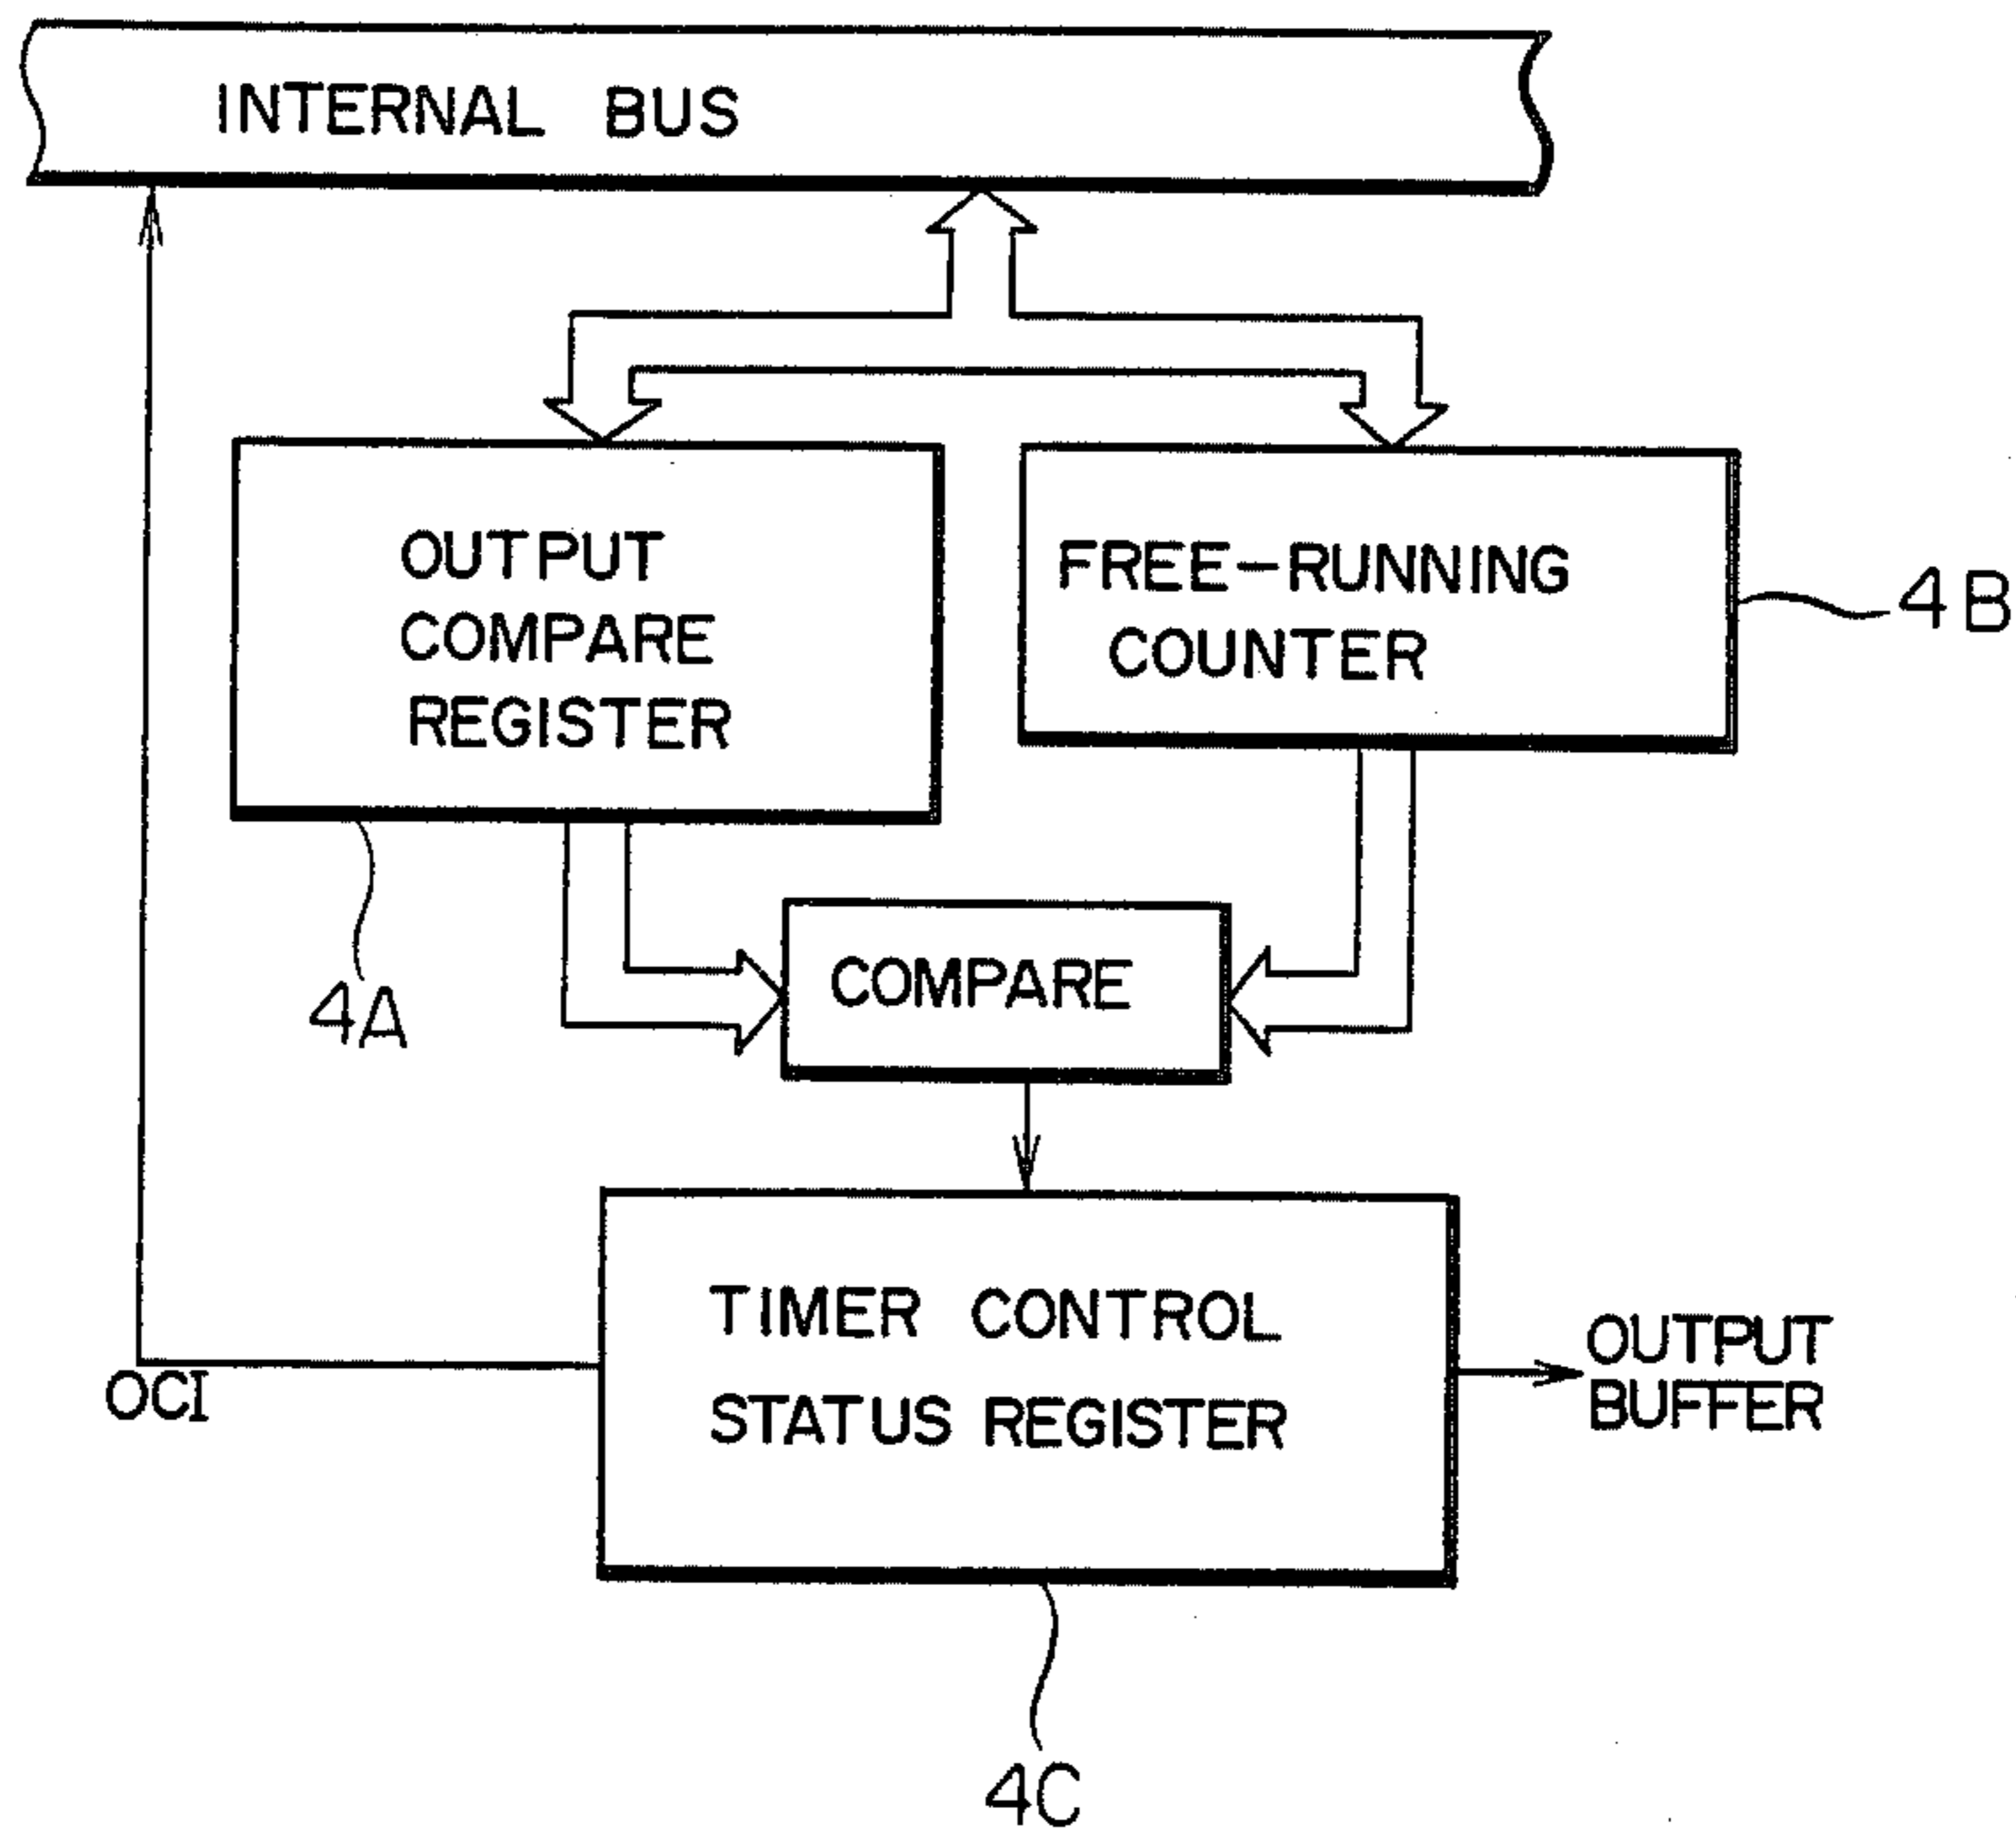 INTERNAL BUS
OUTPUT
COMPARE
REGISTER
FREE-RUNNING
COUNTER
4B
4A
COMPARE
TIMER CONTROL
STATUS REGISTER
OCI
OUTPUT
BUFFER
4C